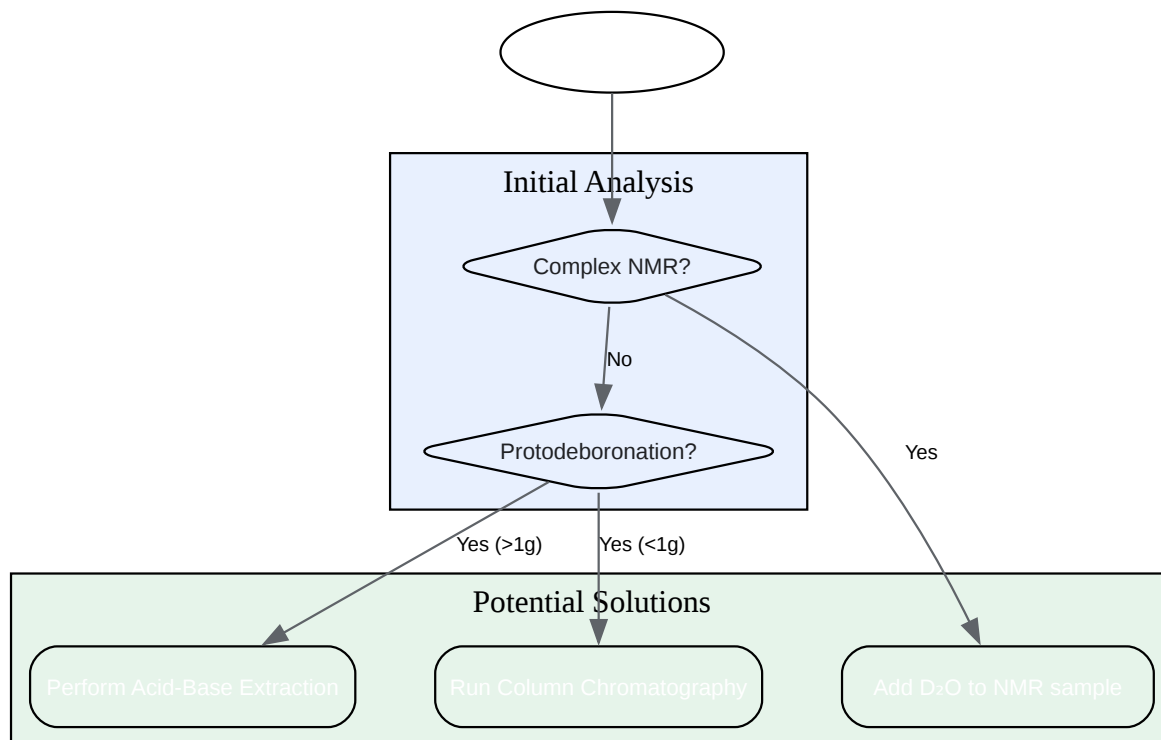 Initial Analysis
Complex NMR?
No
Protodeboronation?
Yes
Yes (>1g)
Yes (<1g)
Potential Solutions
Perform Acid-Base Extraction
Run Column Chromatography
Add D₂O to NMR sample